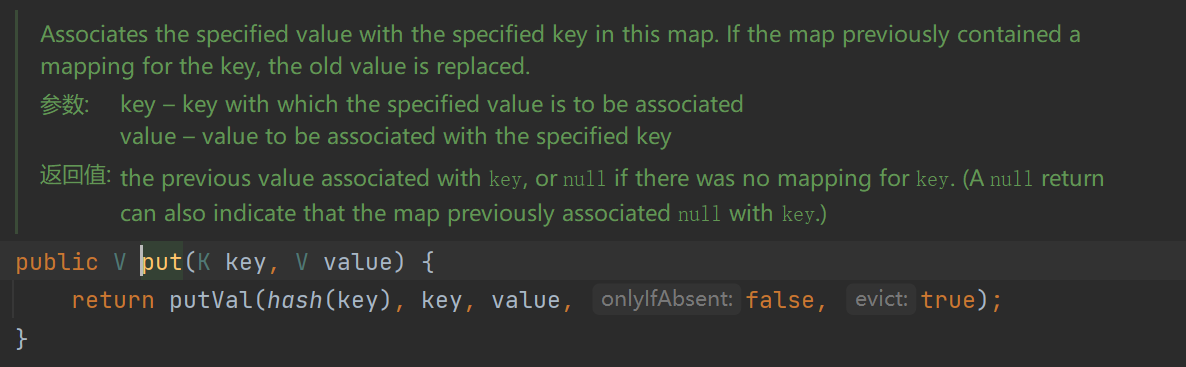 Associates the specified value with the specified key in this map. If the map previously contained a
mapping for the key, the old value is replaced.
参数: key – key with which the specified value is to be associated
value – value to be associated with the specified key
返回值: the previous value associated with key, or null if there was no mapping for key. (A null return
can also indicate that the map previously associated null with key.)
public V put(K key, V value) {
return putVal(hash(key), key, value, onlyIfAbsent: false, evict: true);
}